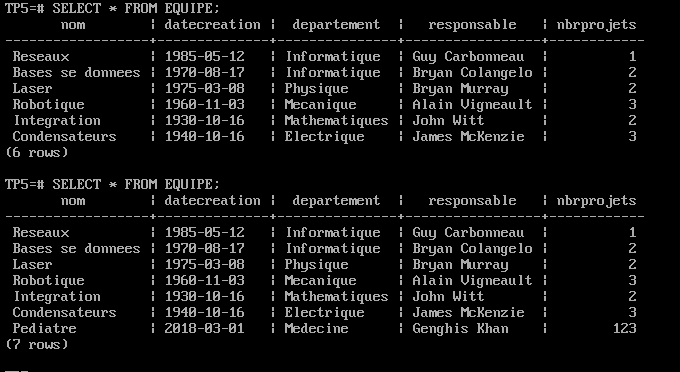 TP5=# SELECT * FROM EQUIPE;
       nom        ¦ datecreation ¦  departement  ¦   responsable   ¦ nbrprojets
------------------+--------------+---------------+-----------------+------------
 Reseaux          ¦ 1985-05-12   ¦ Informatique  ¦ Guy Carbonneau  ¦          1
 Bases se donnees ¦ 1970-08-17   ¦ Informatique  ¦ Bryan Colangelo ¦          2
 Laser            ¦ 1975-03-08   ¦ Physique      ¦ Bryan Murray    ¦          2
 Robotique        ¦ 1960-11-03   ¦ Mecanique     ¦ Alain Vigneault ¦          3
 Integration      ¦ 1930-10-16   ¦ Mathematiques ¦ John Witt       ¦          2
 Condensateurs    ¦ 1940-10-16   ¦ Electrique    ¦ James McKenzie  ¦          3
(6 rows)
TP5=# SELECT * FROM EQUIPE;
       nom        ¦ datecreation ¦  departement  ¦   responsable   ¦ nbrprojets
------------------+--------------+---------------+-----------------+------------
 Reseaux          ¦ 1985-05-12   ¦ Informatique  ¦ Guy Carbonneau  ¦          1
 Bases se donnees ¦ 1970-08-17   ¦ Informatique  ¦ Bryan Colangelo ¦          2
 Laser            ¦ 1975-03-08   ¦ Physique      ¦ Bryan Murray    ¦          2
 Robotique        ¦ 1960-11-03   ¦ Mecanique     ¦ Alain Vigneault ¦          3
 Integration      ¦ 1930-10-16   ¦ Mathematiques ¦ John Witt       ¦          2
 Condensateurs    ¦ 1940-10-16   ¦ Electrique    ¦ James McKenzie  ¦          3
 Pediatre         ¦ 2018-03-01   ¦ Medecine      ¦ Genghis Khan    ¦        123
(7 rows)